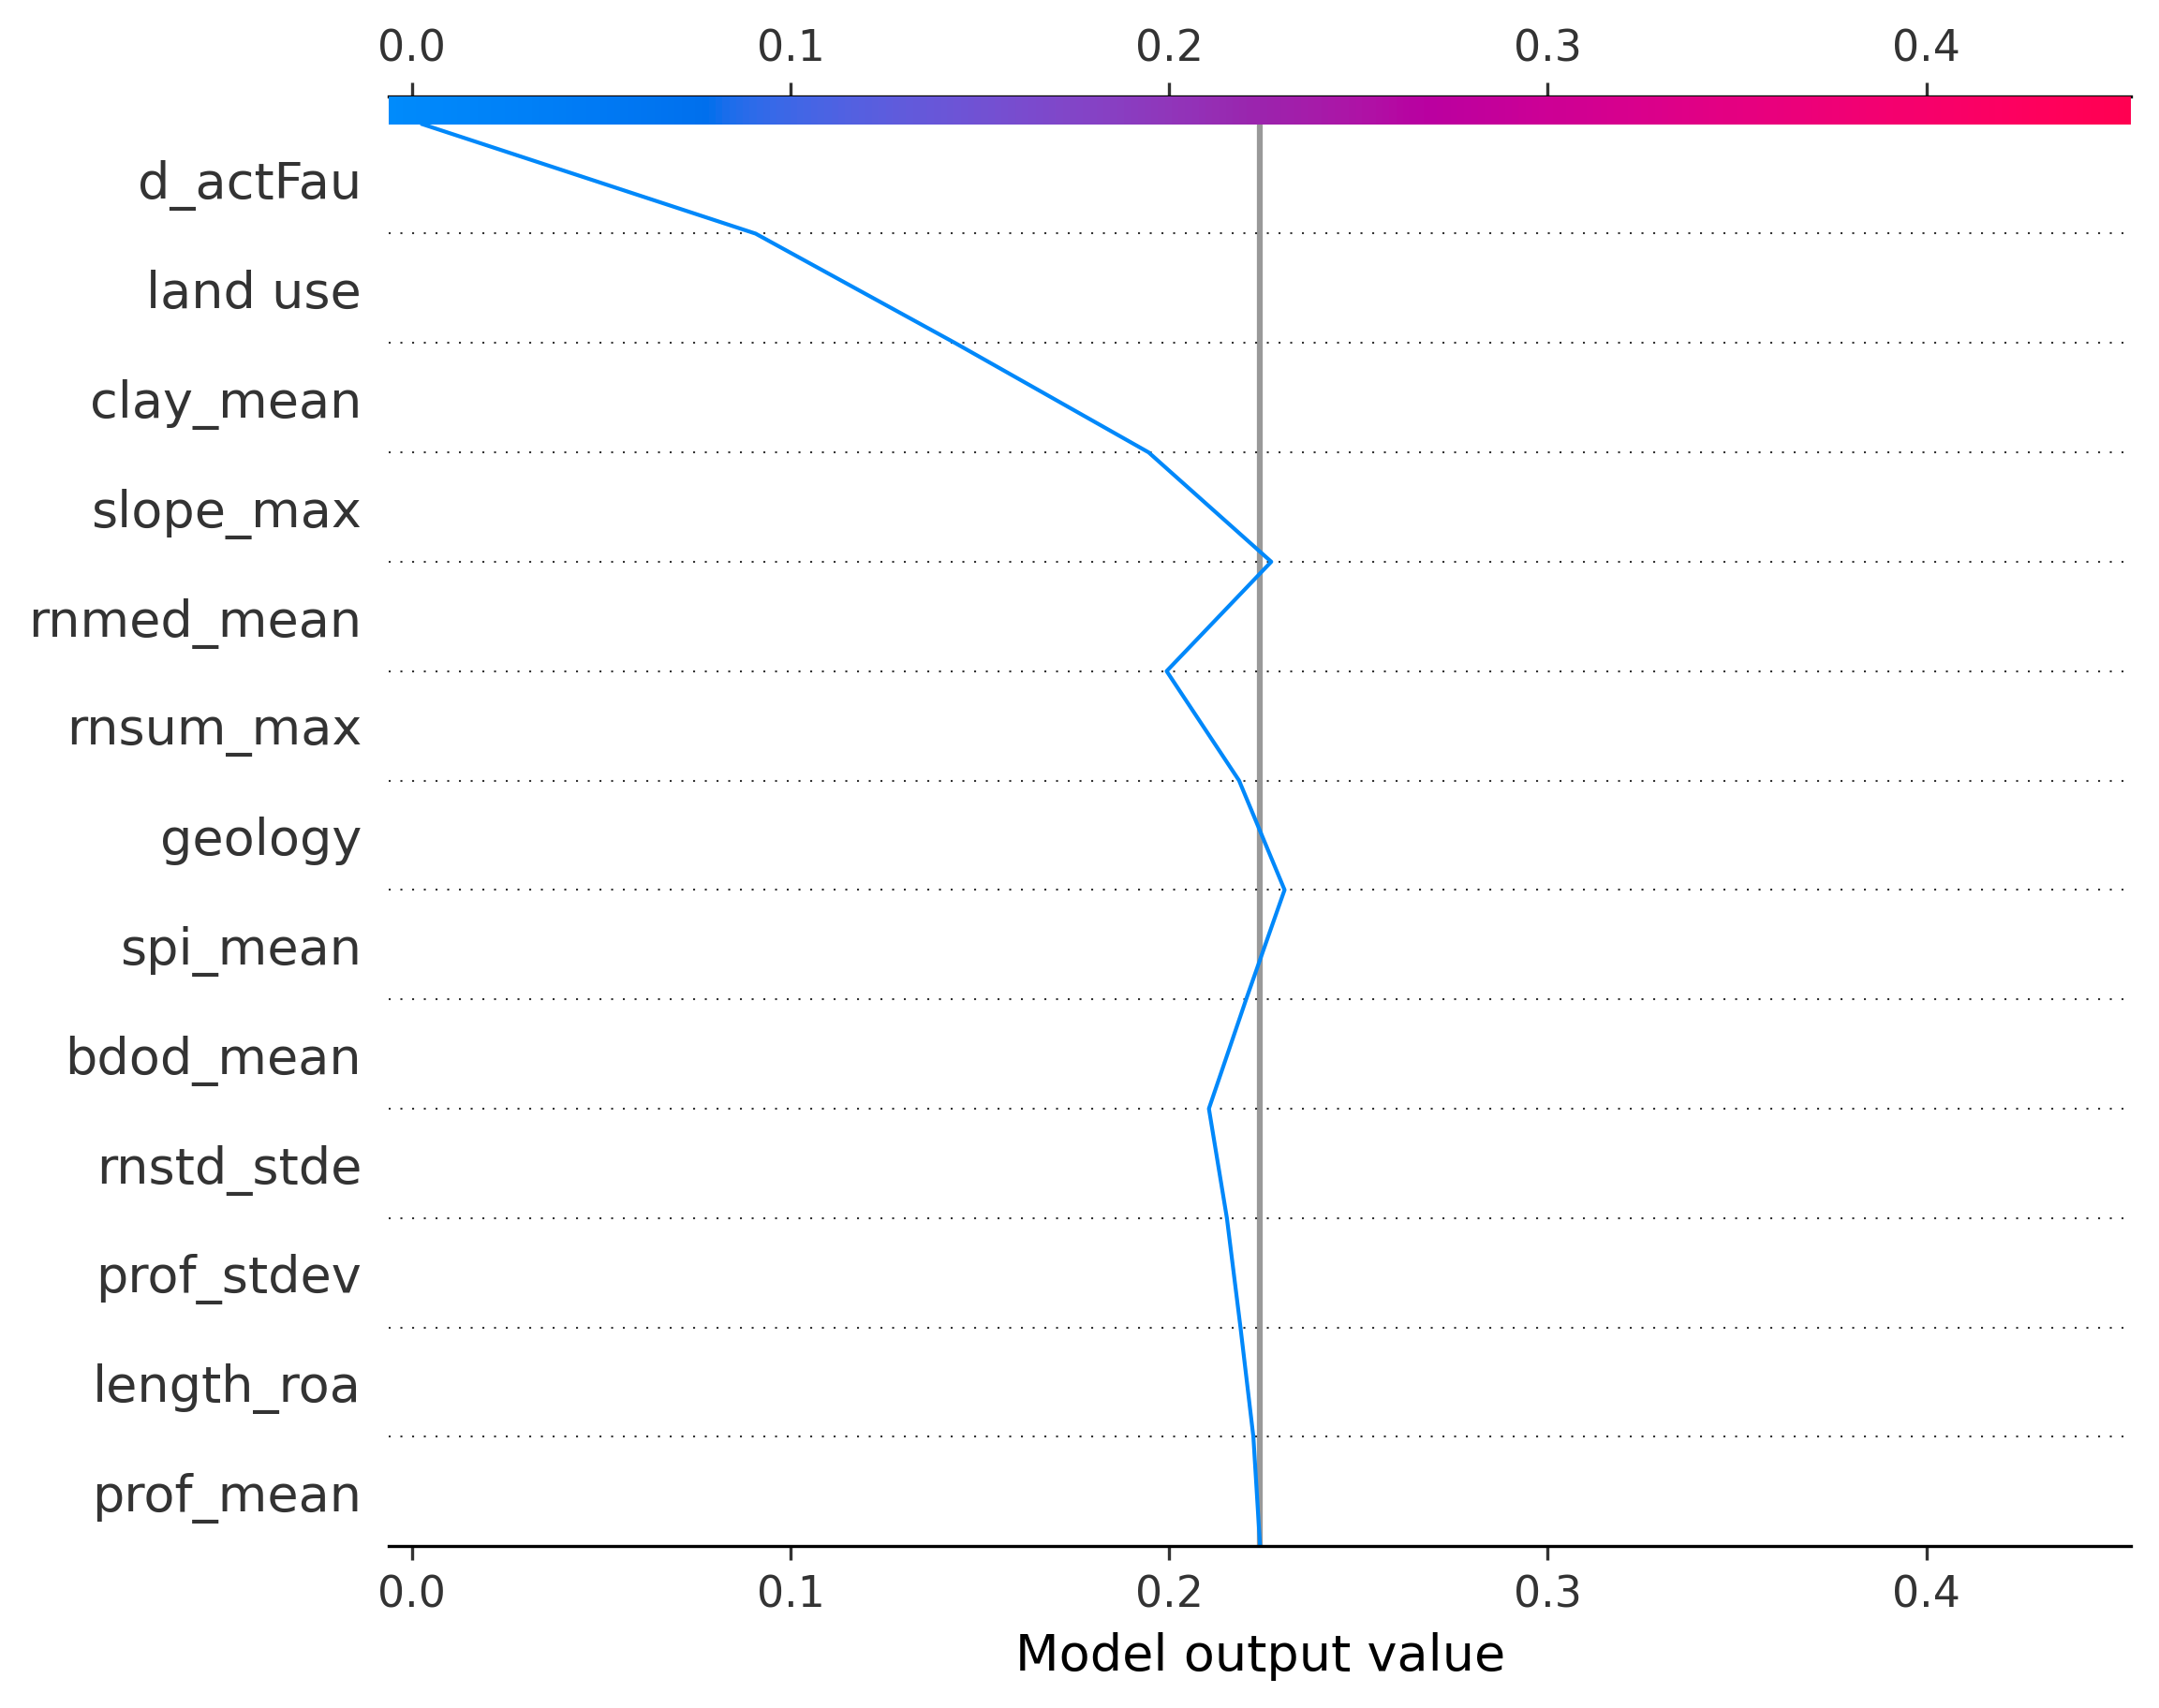 0.0 0.1 0.2 0.3 0.4
d_actFau
land use
clay_mean
slope_max
rnmed_mean
rnsum_max
geology
spi_mean
bdod_mean
rnstd_stde
prof_stdev
length_roa
prof_mean
0.0 0.1 0.2 0.3 0.4
Model output value